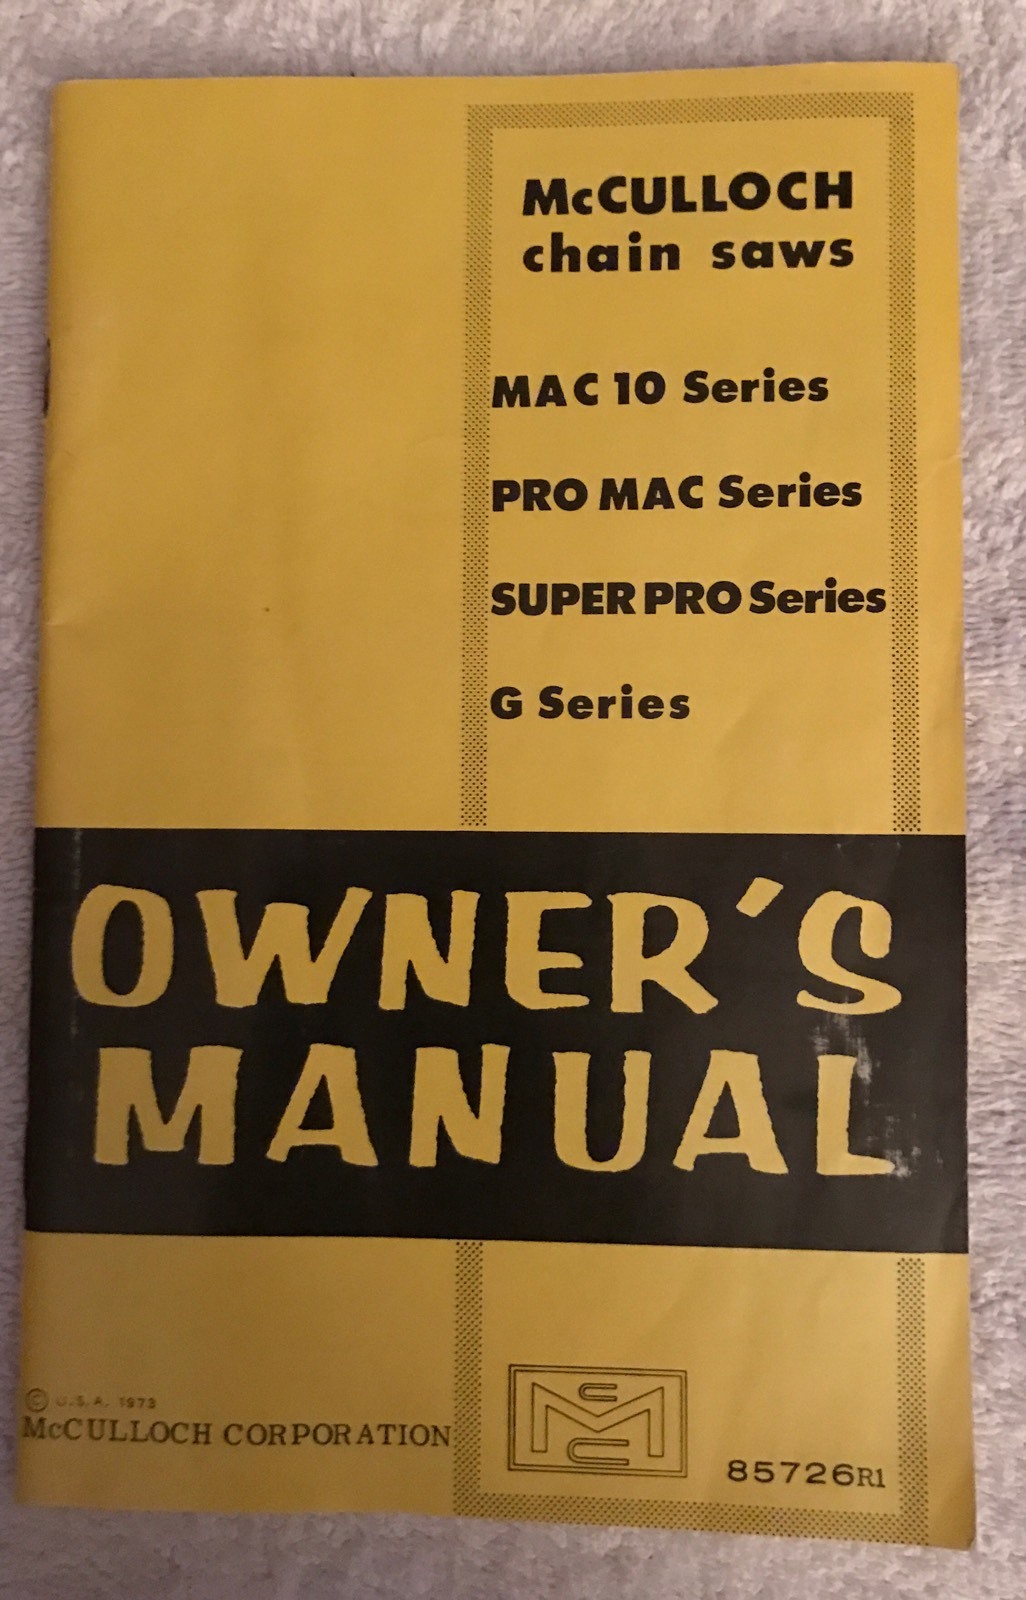 McCULLOCH
chain saws
MAC 10 Series
PRO MAC Series
SUPER PRO Series
G Series
OWNER'S
MANUAL
© U.S.A. 1973
McCULLOCH CORPORATION
85726R1